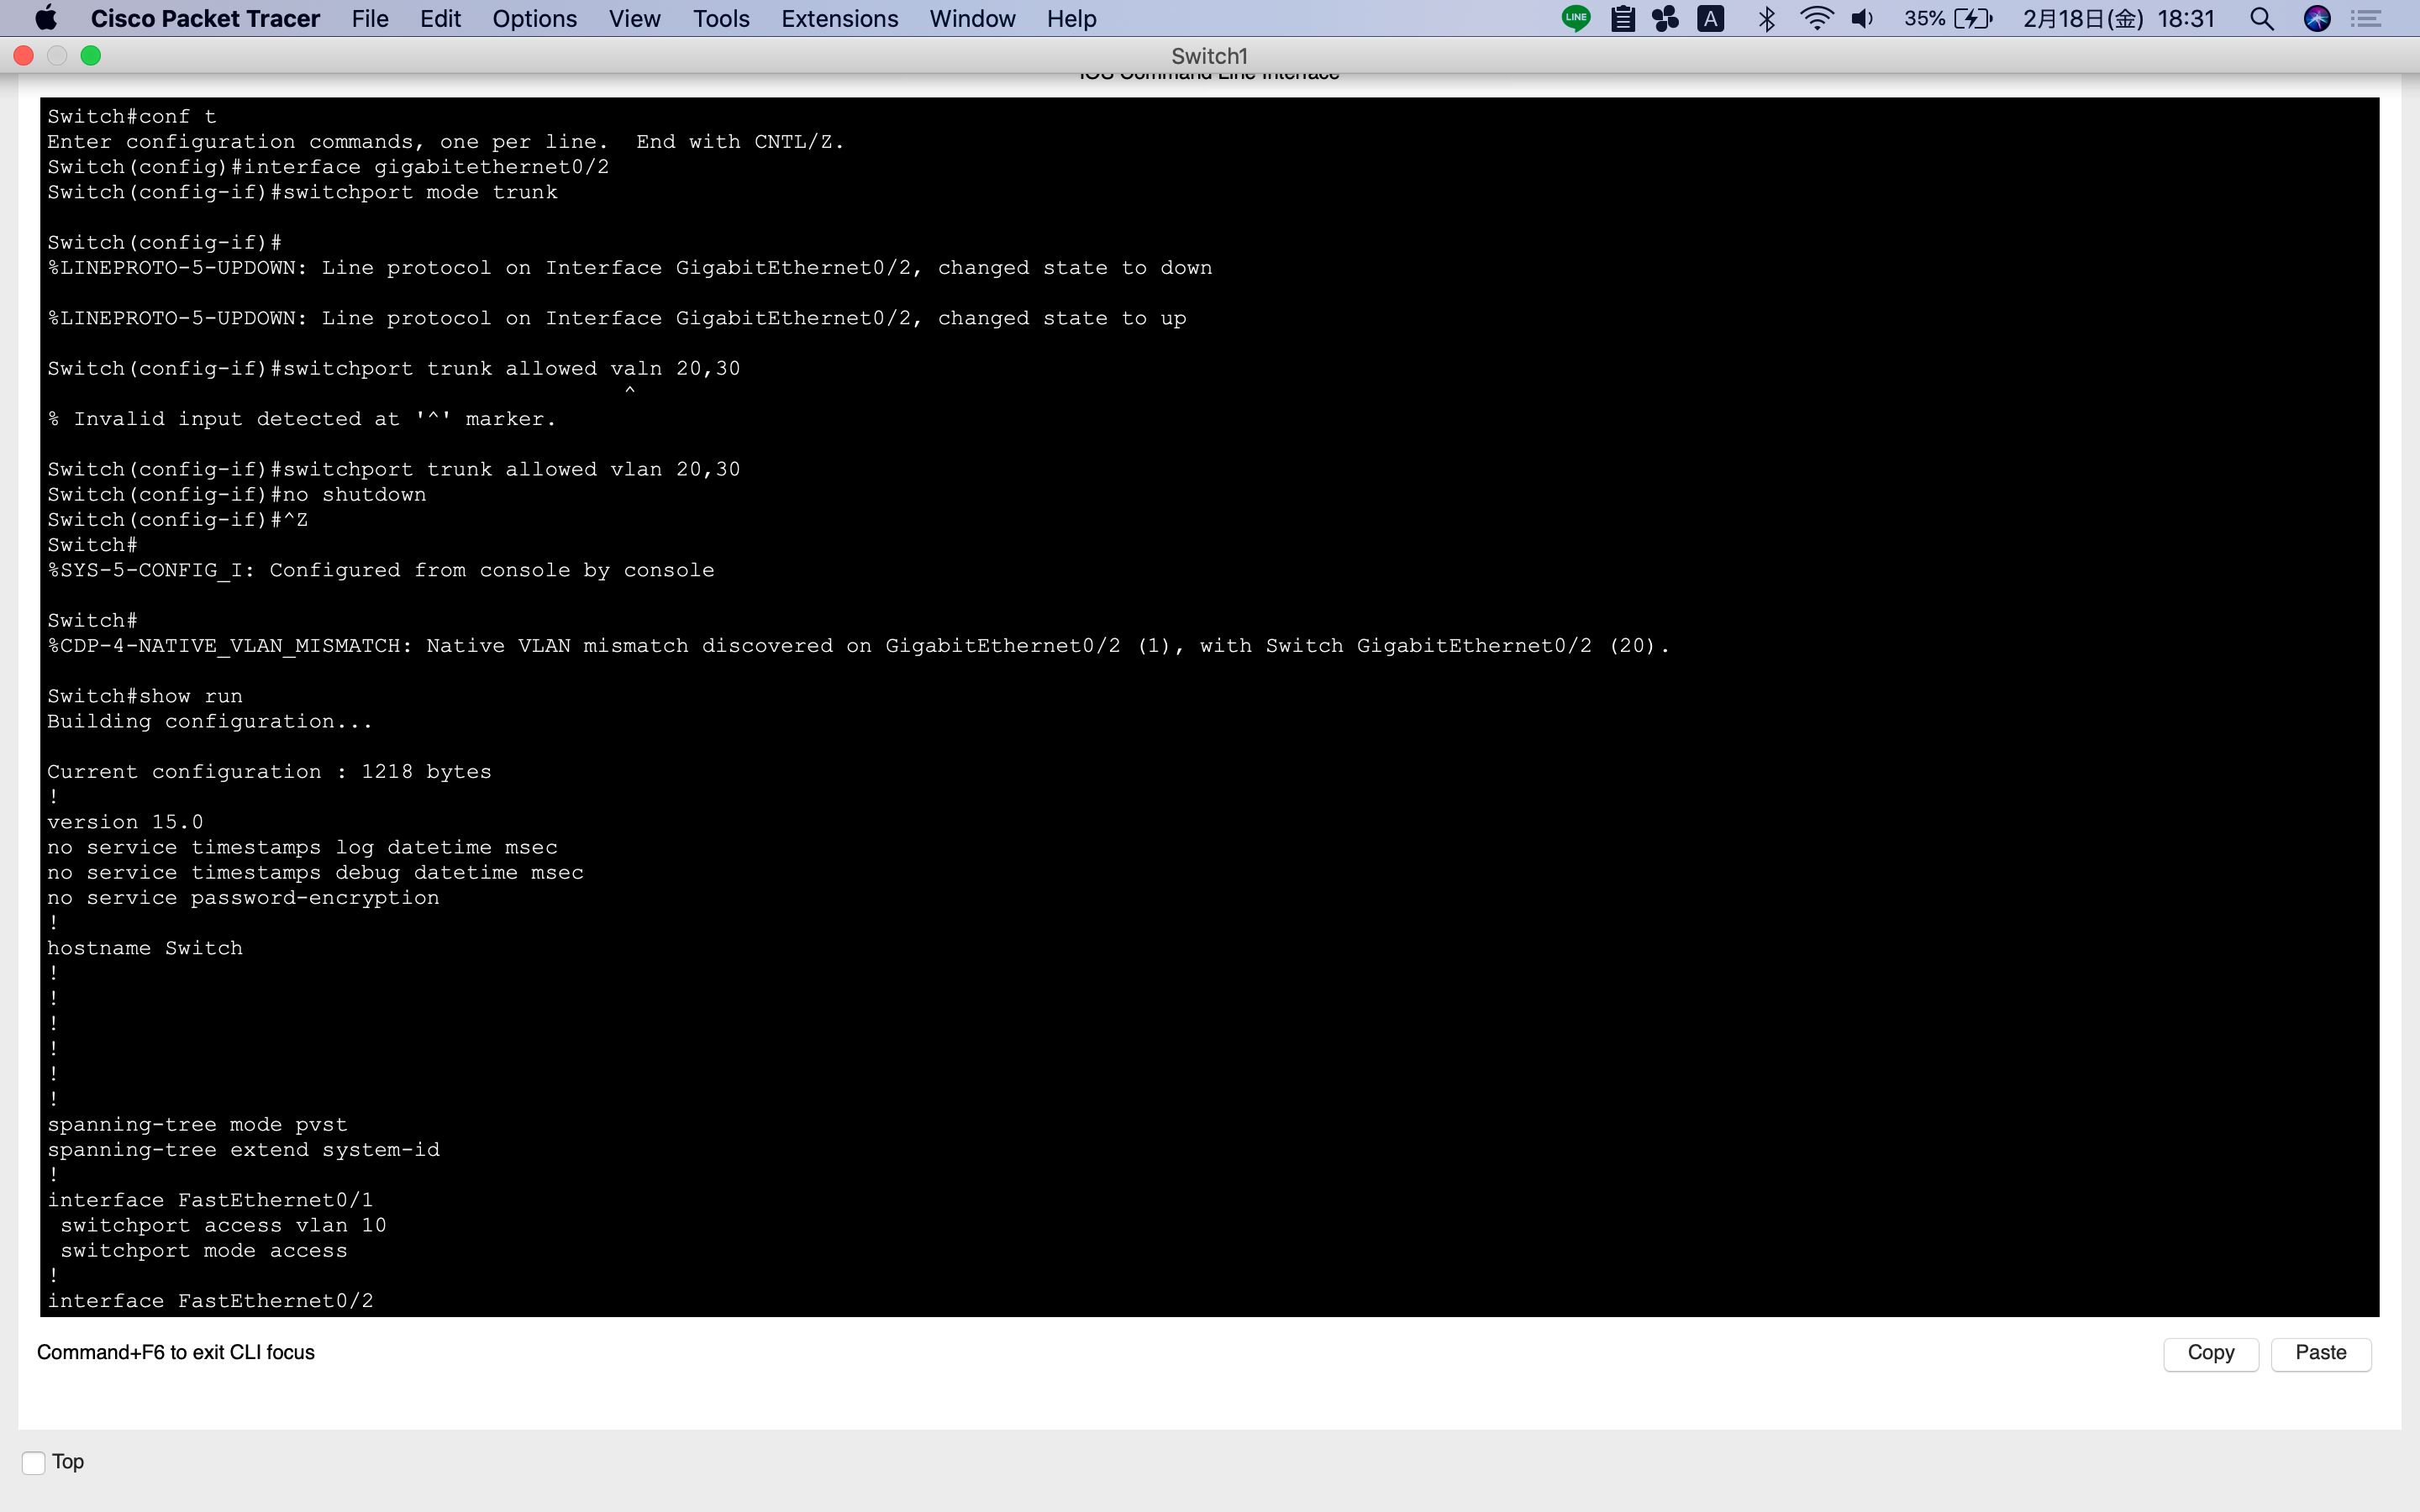 Cisco Packet Tracer File Edit Options View Tools Extensions Window Help LINE A 35% 2月18日(金) 18:31
Switch1
IOS Command Line Interface
Switch#conf t
Enter configuration commands, one per line.  End with CNTL/Z.
Switch(config)#interface gigabitethernet0/2
Switch(config-if)#switchport mode trunk
Switch(config-if)#
%LINEPROTO-5-UPDOWN: Line protocol on Interface GigabitEthernet0/2, changed state to down
%LINEPROTO-5-UPDOWN: Line protocol on Interface GigabitEthernet0/2, changed state to up
Switch(config-if)#switchport trunk allowed valn 20,30
^
% Invalid input detected at '^' marker.
Switch(config-if)#switchport trunk allowed vlan 20,30
Switch(config-if)#no shutdown
Switch(config-if)#^Z
Switch#
%SYS-5-CONFIG_I: Configured from console by console
Switch#
%CDP-4-NATIVE_VLAN_MISMATCH: Native VLAN mismatch discovered on GigabitEthernet0/2 (1), with Switch GigabitEthernet0/2 (20).
Switch#show run
Building configuration...
Current configuration : 1218 bytes
!
version 15.0
no service timestamps log datetime msec
no service timestamps debug datetime msec
no service password-encryption
!
hostname Switch
!
!
!
!
!
!
spanning-tree mode pvst
spanning-tree extend system-id
!
interface FastEthernet0/1
switchport access vlan 10
switchport mode access
!
interface FastEthernet0/2
Command+F6 to exit CLI focus
Copy Paste
Top